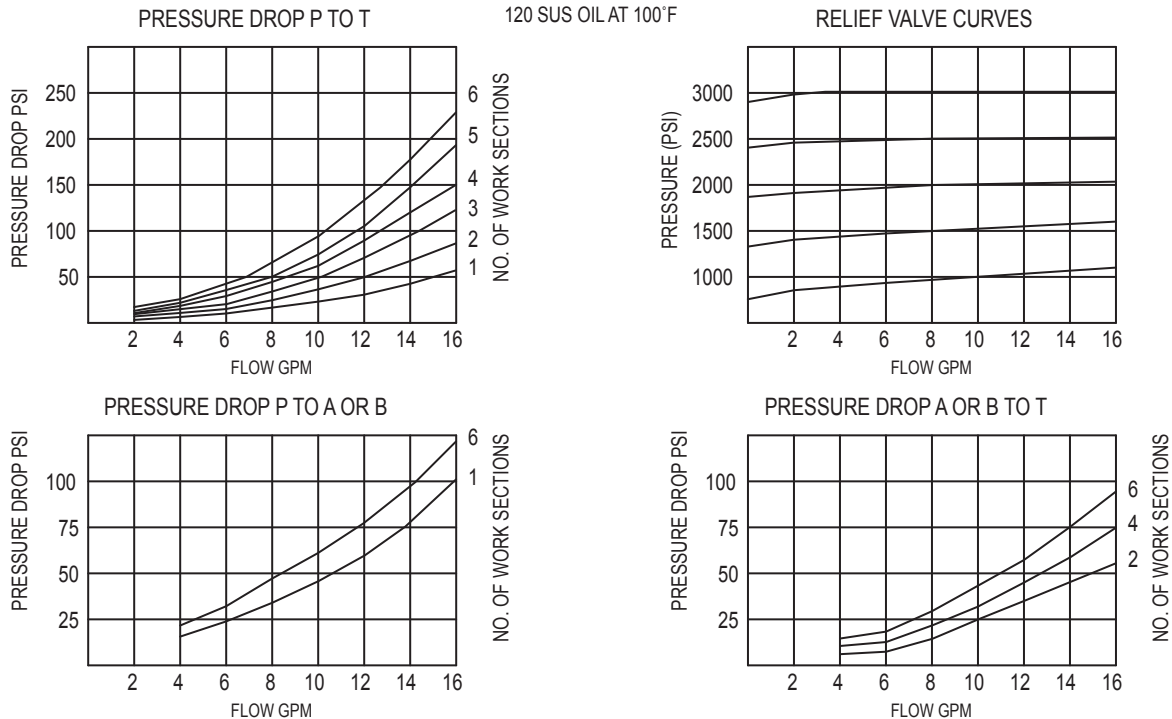 PRESSURE DROP P TO T
120 SUS OIL AT 100˚F
RELIEF VALVE CURVES
PRESSURE DROP PSI
250
200
150
100
50
2 4 6 8 10 12 14 16
FLOW GPM
6
5
4
3
2
1
NO. OF WORK SECTIONS
PRESSURE (PSI)
3000
2500
2000
1500
1000
2 4 6 8 10 12 14 16
FLOW GPM
PRESSURE DROP P TO A OR B
PRESSURE DROP PSI
100
75
50
25
2 4 6 8 10 12 14 16
FLOW GPM
6
1
NO. OF WORK SECTIONS
PRESSURE DROP A OR B TO T
PRESSURE DROP PSI
100
75
50
25
2 4 6 8 10 12 14 16
FLOW GPM
6
4
2
NO. OF WORK SECTIONS